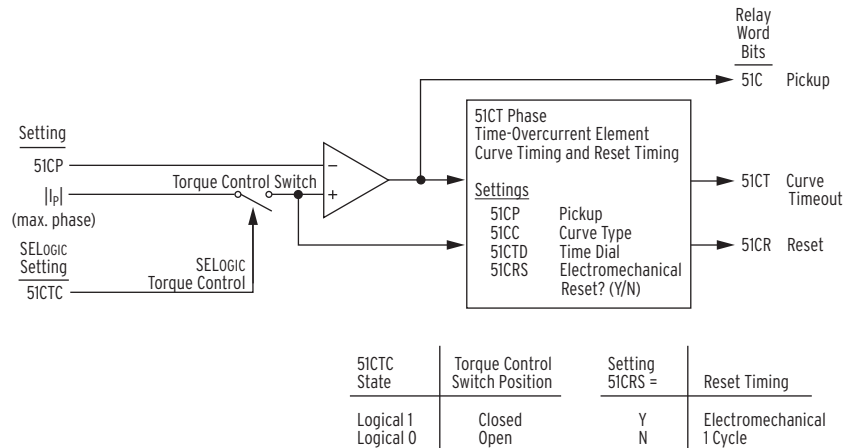 Relay
Word
Bits
51C Pickup
Setting
51CP
|IP|
(max. phase)
Torque Control Switch
−
+
SELOGIC
Setting
51CTC
SELOGIC
Torque Control
51CT Phase
Time-Overcurrent Element
Curve Timing and Reset Timing
Settings
51CP Pickup
51CC Curve Type
51CTD Time Dial
51CRS Electromechanical
Reset? (Y/N)
51CT Curve
Timeout
51CR Reset
51CTC Torque Control
State Switch Position
Logical 1 Closed
Logical 0 Open
Setting
51CRS = Reset Timing
Y Electromechanical
N 1 Cycle